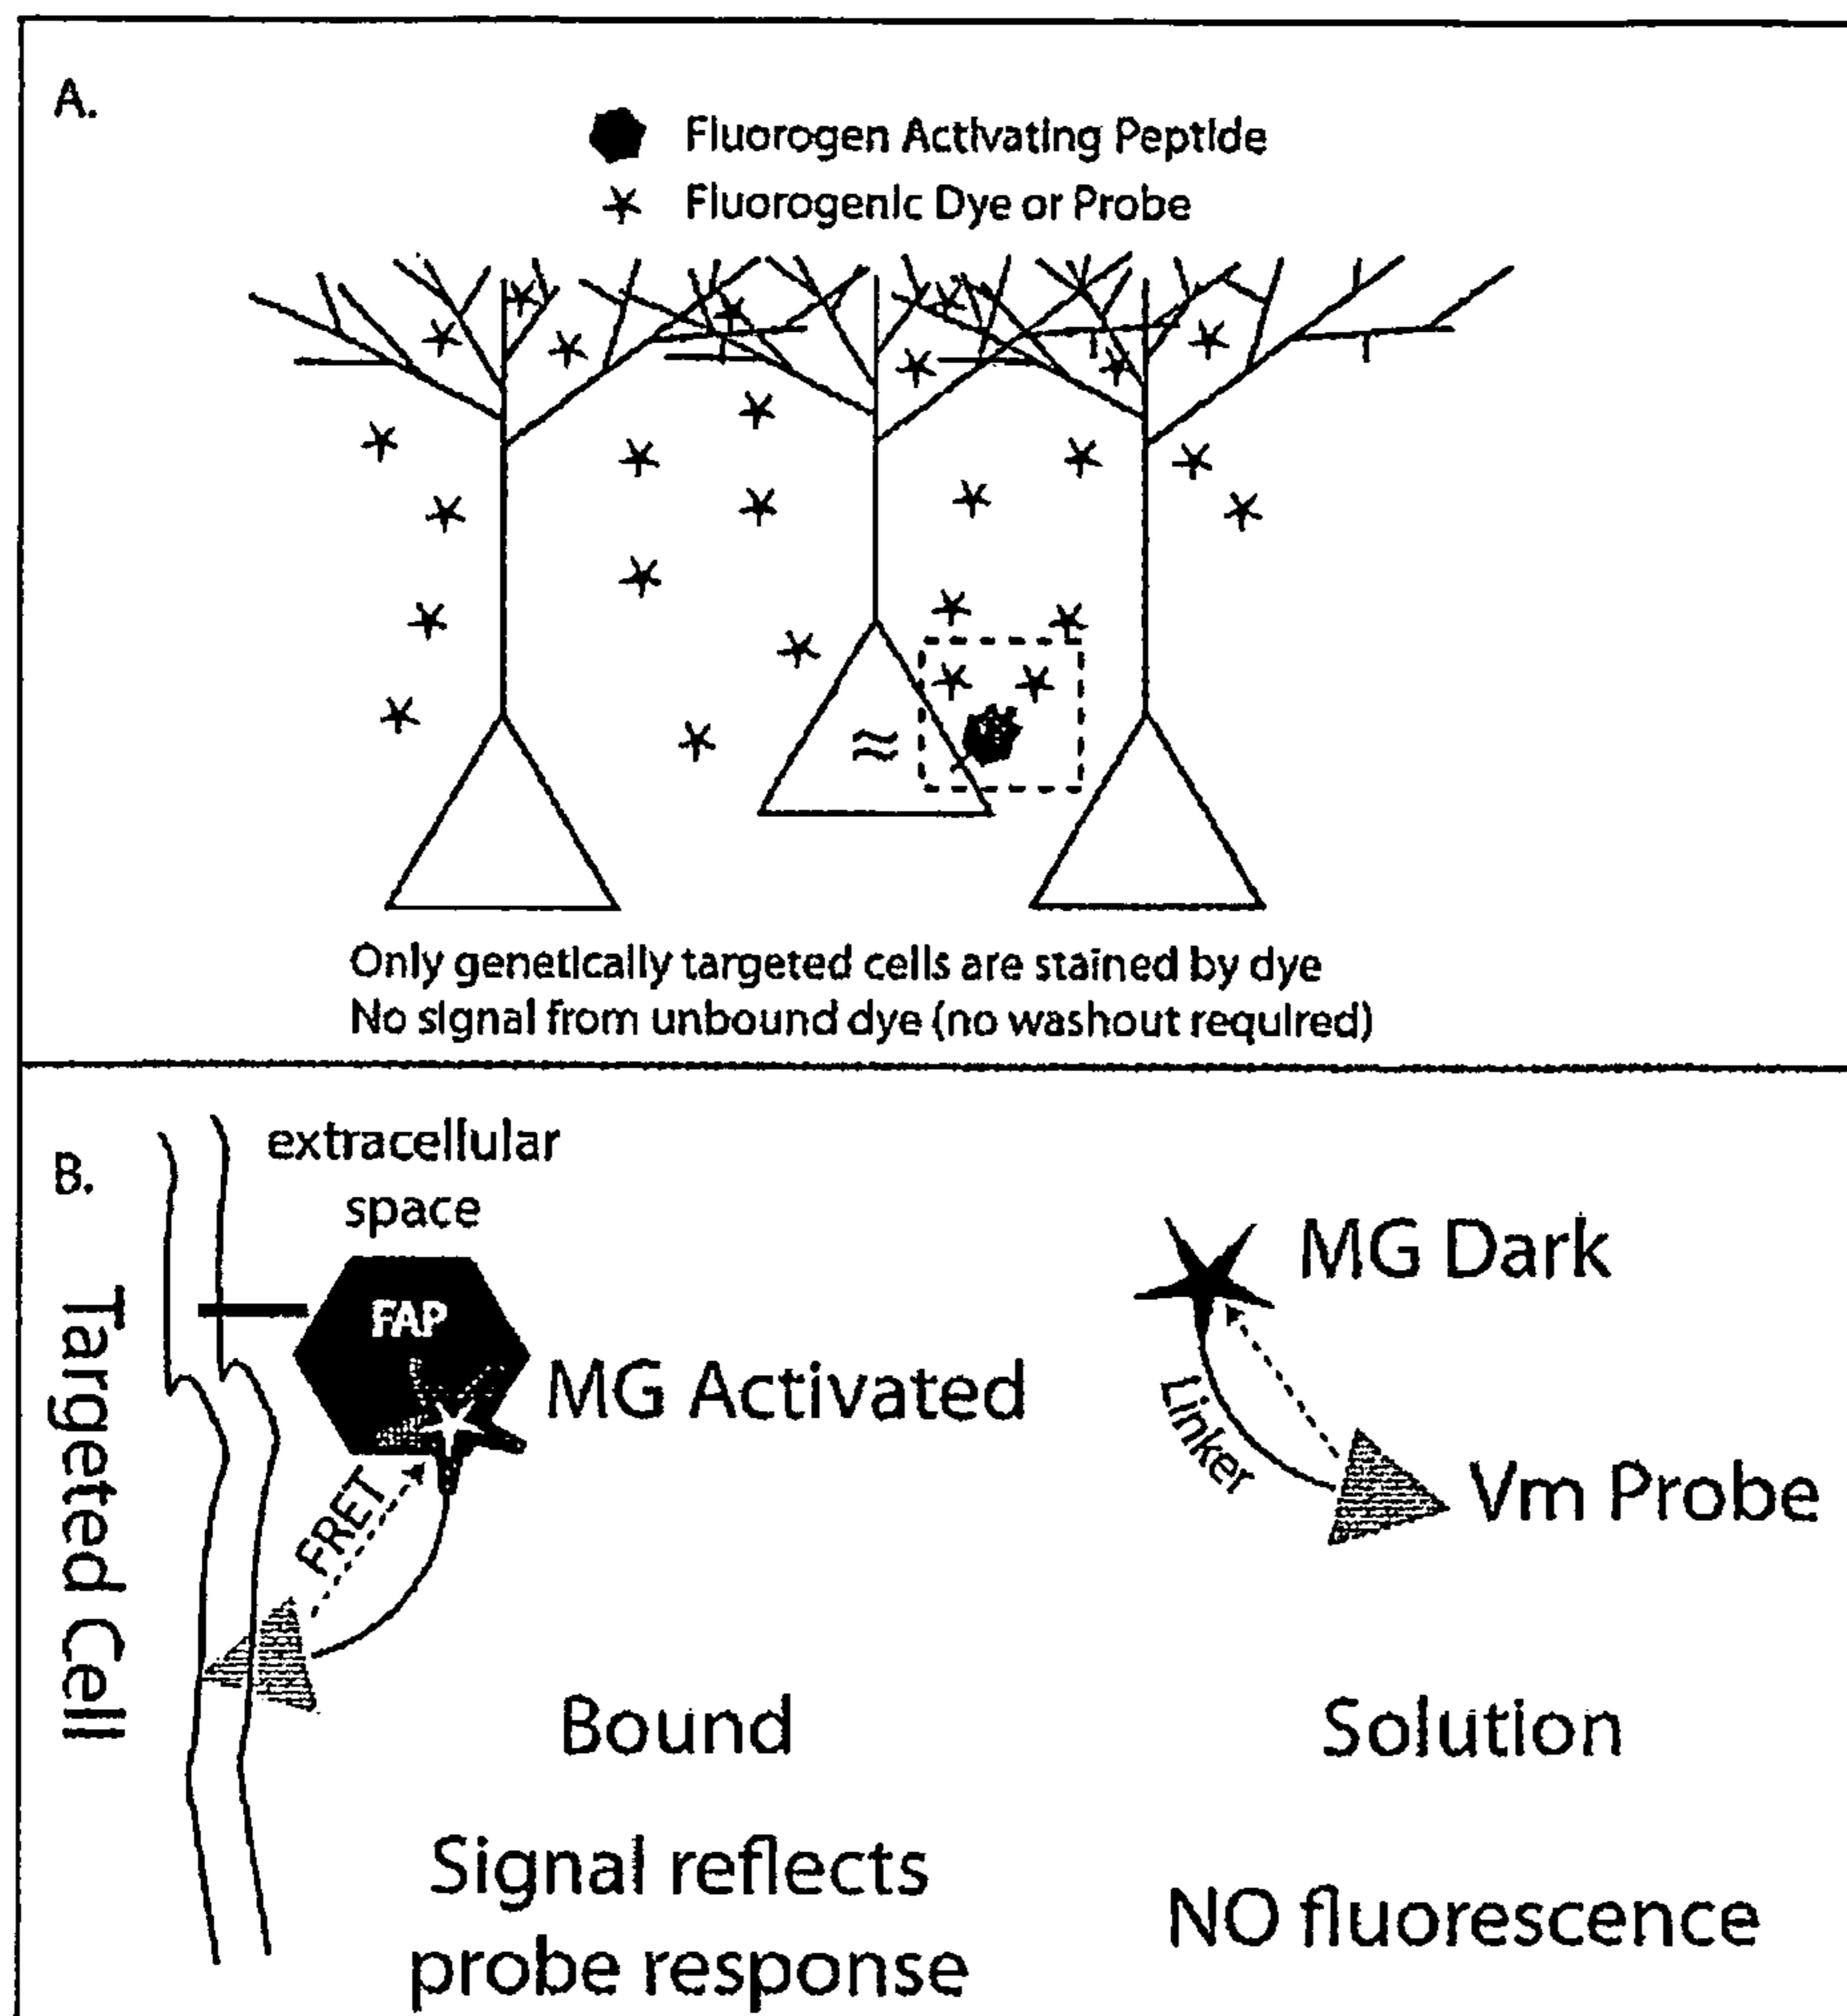 A.
Fluorogen Activating Peptide
Fluorogenic Dye or Probe
≈
Only genetically targeted cells are stained by dye
No signal from unbound dye (no washout required)
B.
extracellular
space
Targeted Cell
FAP
MG Activated
FRET
Bound
Signal reflects
probe response
MG Dark
Linker
Vm Probe
Solution
NO fluorescence